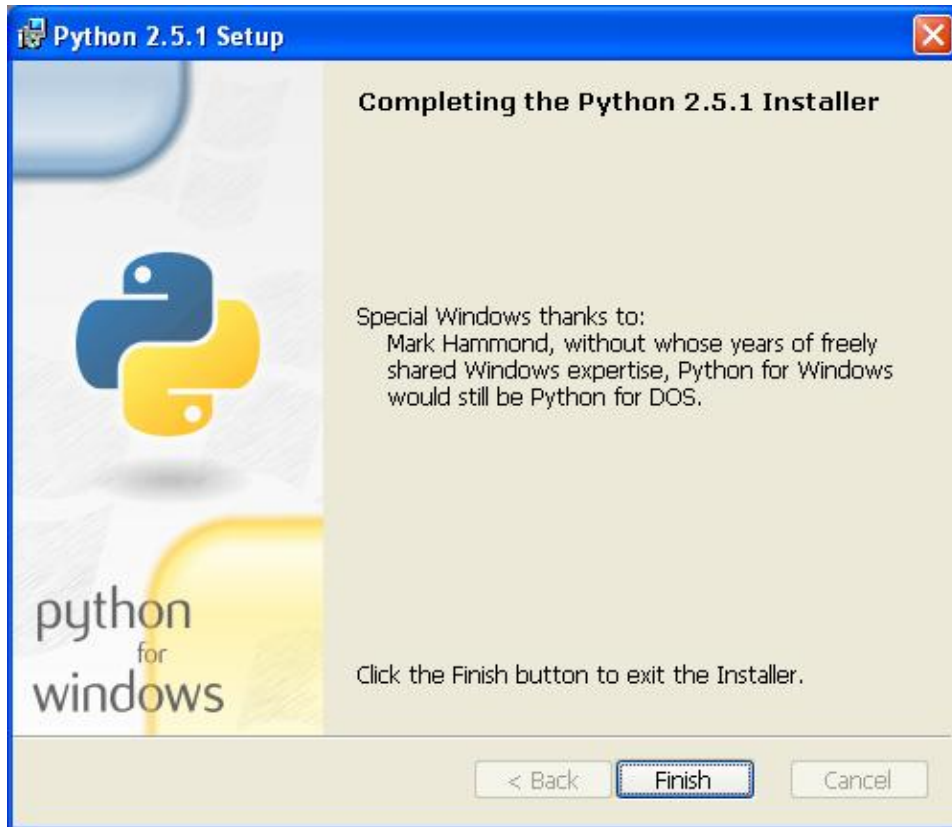 Python 2.5.1 Setup
Completing the Python 2.5.1 Installer
Special Windows thanks to:
Mark Hammond, without whose years of freely
shared Windows expertise, Python for Windows
would still be Python for DOS.
python
for
windows
Click the Finish button to exit the Installer.
< Back
Finish
Cancel